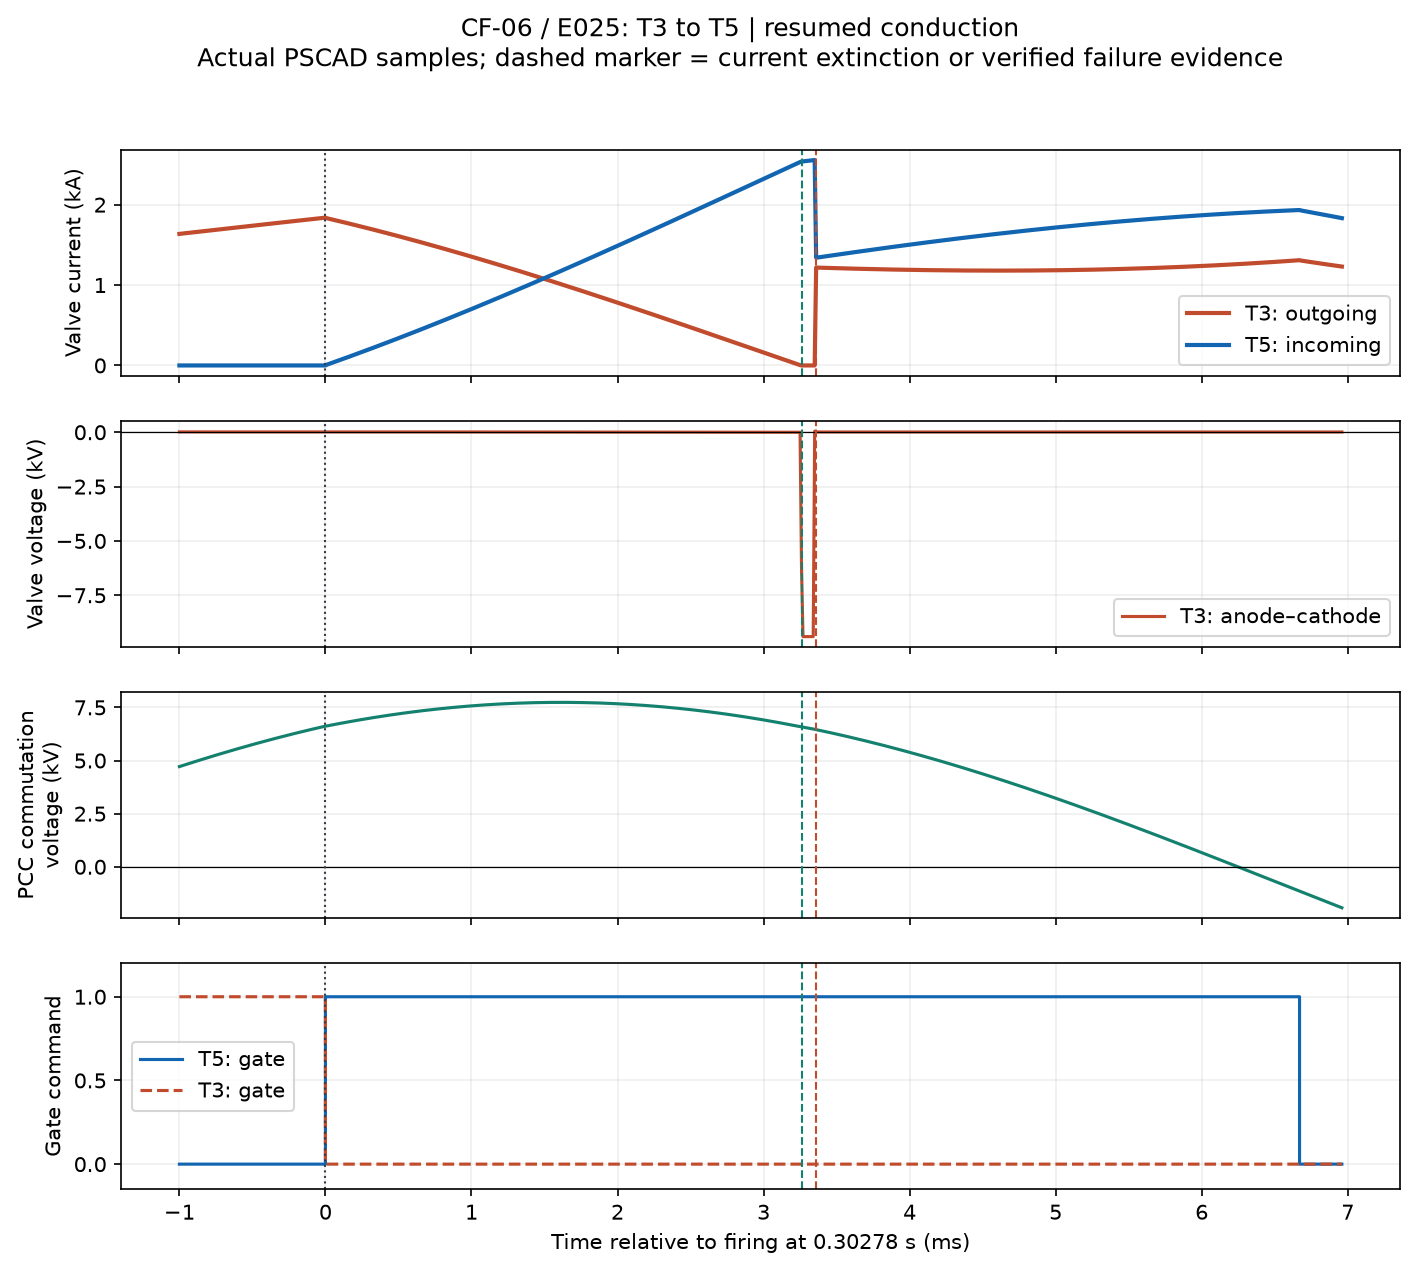 CF-06 / E025: T3 to T5 | resumed conduction
Actual PSCAD samples; dashed marker = current extinction or verified failure evidence
Valve current (kA)
2
1
0
T3: outgoing
T5: incoming
Valve voltage (kV)
0.0
−2.5
−5.0
−7.5
T3: anode–cathode
PCC commutation
voltage (kV)
7.5
5.0
2.5
0.0
Gate command
1.0
0.5
0.0
T5: gate
T3: gate
−1 0 1 2 3 4 5 6 7
Time relative to firing at 0.30278 s (ms)